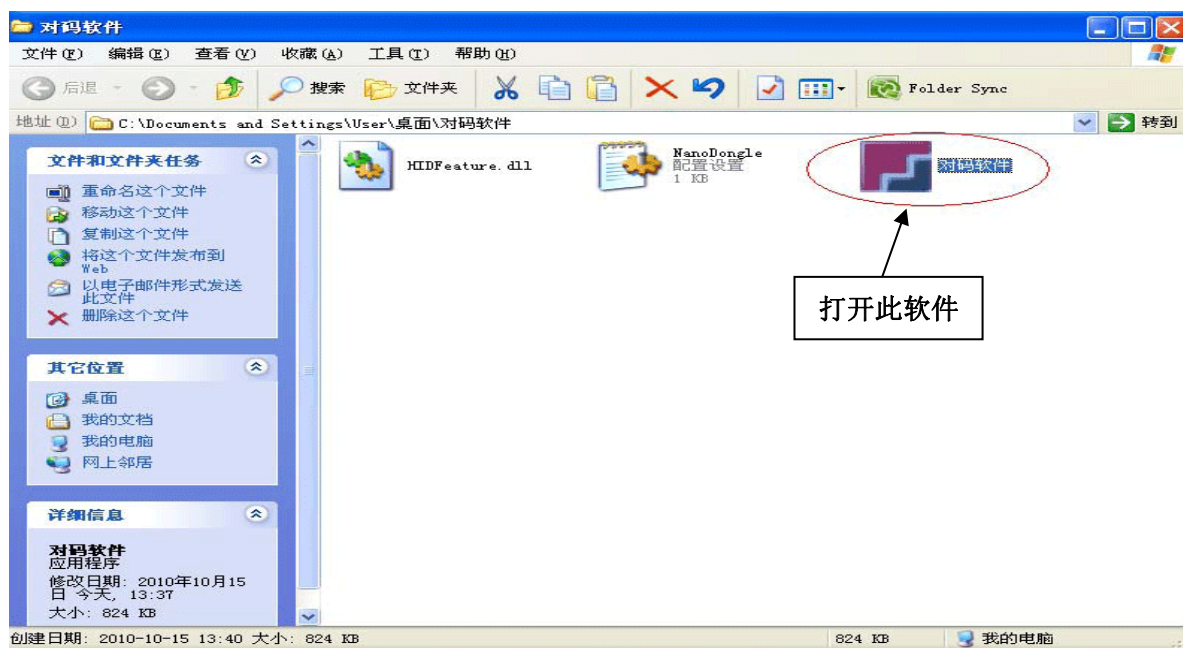 对码软件
文件(F) 编辑(E) 查看(V) 收藏(A) 工具(T) 帮助(H)
后退 搜索 文件夹 Folder Sync
地址(D) C:\Documents and Settings\User\桌面\对码软件 转到
文件和文件夹任务
重命名这个文件
移动这个文件
复制这个文件
将这个文件发布到
Web
以电子邮件形式发送
此文件
删除这个文件
其它位置
桌面
我的文档
我的电脑
网上邻居
详细信息
对码软件
应用程序
修改日期: 2010年10月15
日 今天, 13:37
大小: 824 KB
HIDFeature.dll
NanoDongle
配置设置
1 KB
对码软件
打开此软件
创建日期: 2010-10-15 13:40 大小: 824 KB 824 KB 我的电脑